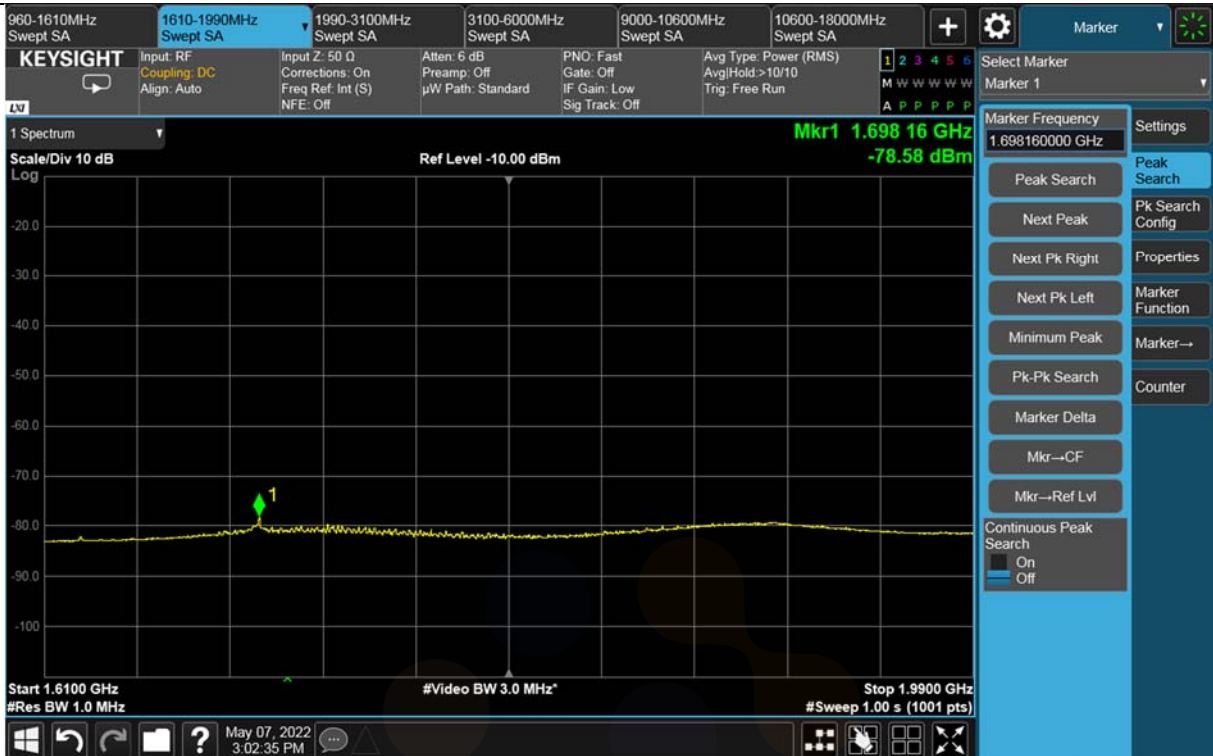 960-1610MHz
Swept SA
1610-1990MHz
Swept SA
1990-3100MHz
Swept SA
3100-6000MHz
Swept SA
9000-10600MHz
Swept SA
10600-18000MHz
Swept SA
+
Marker
KEYSIGHT
LXI
Input: RF
Coupling: DC
Align: Auto
Input Z: 50 Ω
Corrections: On
Freq Ref: Int (S)
NFE: Off
Atten: 6 dB
Preamp: Off
µW Path: Standard
PNO: Fast
Gate: Off
IF Gain: Low
Sig Track: Off
Avg Type: Power (RMS)
Avg|Hold:>10/10
Trig: Free Run
1 2 3 4 5 6
M W W W W W
A P P P P P
Select Marker
Marker 1
1 Spectrum
Scale/Div 10 dB
Log
Ref Level -10.00 dBm
Mkr1 1.698 16 GHz
-78.58 dBm
-20.0
-30.0
-40.0
-50.0
-60.0
-70.0
-80.0
-90.0
-100
1
Start 1.6100 GHz
#Res BW 1.0 MHz
#Video BW 3.0 MHz*
Stop 1.9900 GHz
#Sweep 1.00 s (1001 pts)
Marker Frequency
1.698160000 GHz
Peak Search
Next Peak
Next Pk Right
Next Pk Left
Minimum Peak
Pk-Pk Search
Marker Delta
Mkr→CF
Mkr→Ref Lvl
Continuous Peak
Search
On
Off
Settings
Peak
Search
Pk Search
Config
Properties
Marker
Function
Marker→
Counter
?
May 07, 2022
3:02:35 PM